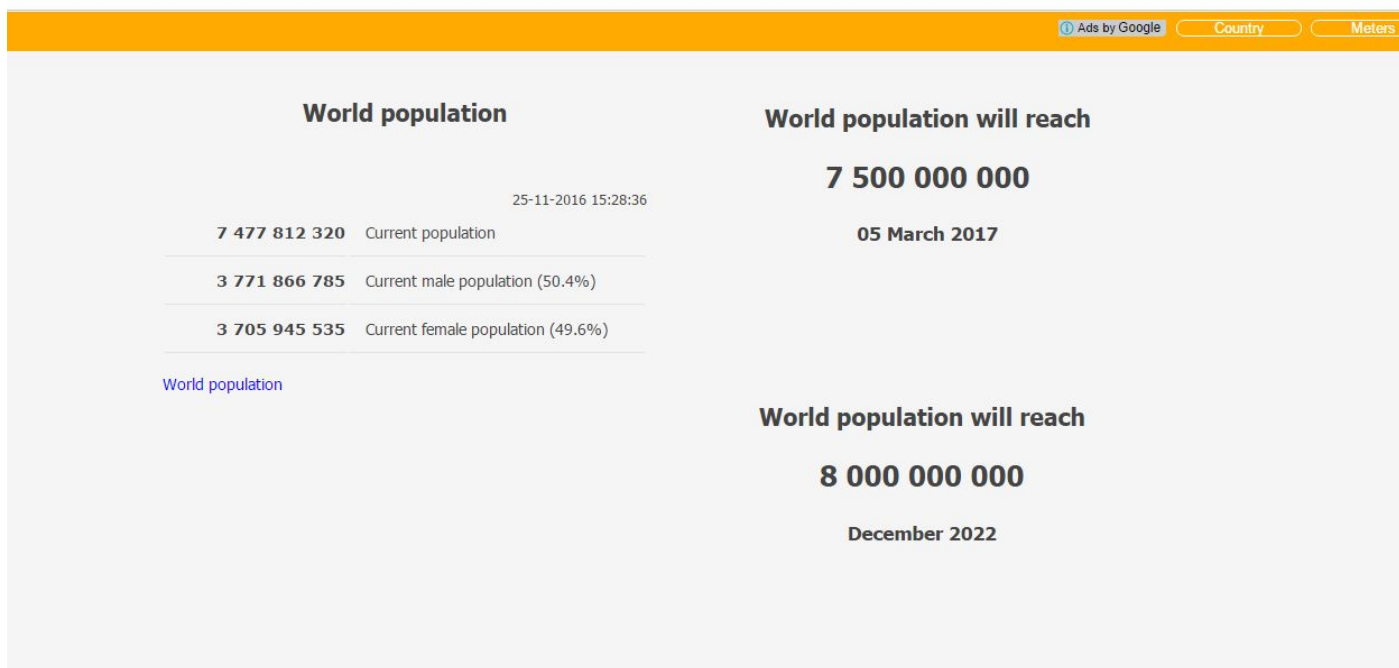 Ads by Google Country Meters
World population
25-11-2016 15:28:36
7 477 812 320 Current population
3 771 866 785 Current male population (50.4%)
3 705 945 535 Current female population (49.6%)
World population
World population will reach
7 500 000 000
05 March 2017
World population will reach
8 000 000 000
December 2022